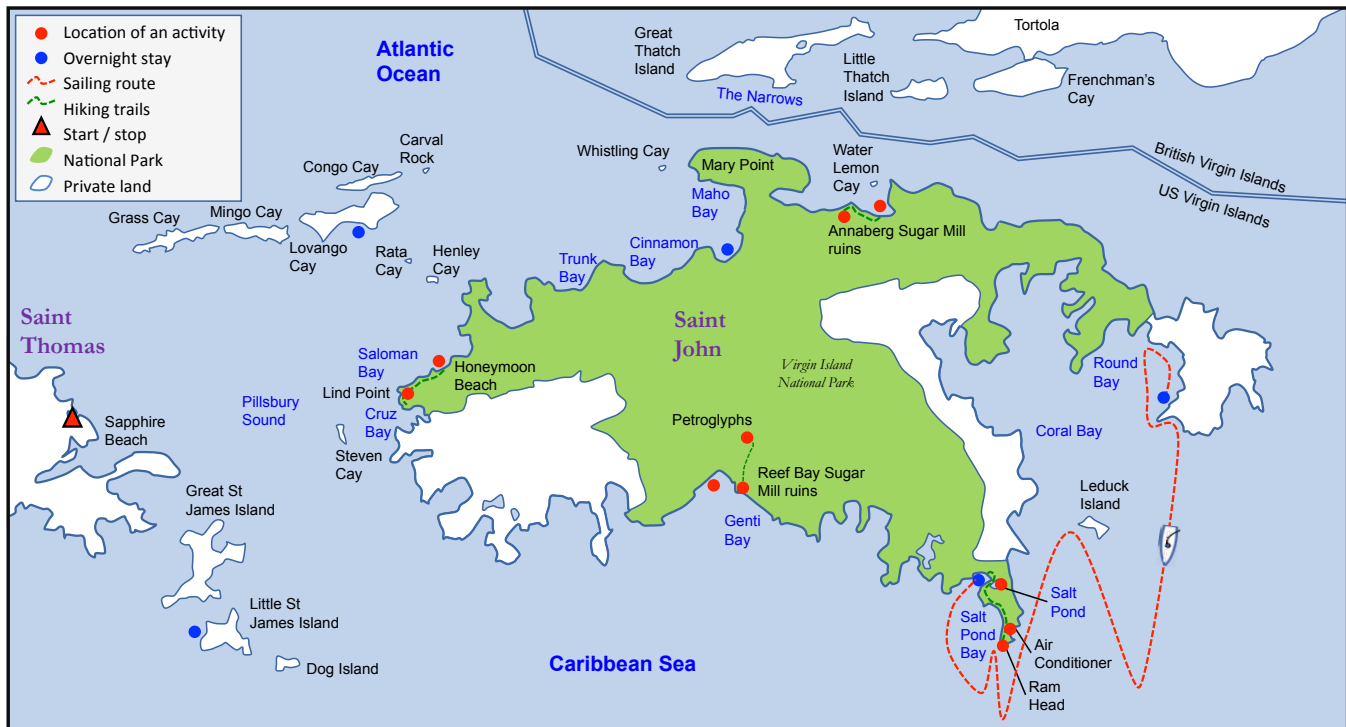 Location of an activity
Overnight stay
Sailing route
Hiking trails
Start / stop
National Park
Private land
Atlantic
Ocean
Great
Thatch
Island
Tortola
Little
Thatch
Island
Frenchman's
Cay
The Narrows
British Virgin Islands
US Virgin Islands
Carval
Rock
Congo Cay
Whistling Cay
Mary Point
Water
Lemon
Cay
Grass Cay
Mingo Cay
Maho
Bay
Annaberg Sugar Mill
ruins
Lovango
Cay
Rata
Cay
Henley
Cay
Trunk
Bay
Cinnamon
Bay
Saint
Thomas
Saint
John
Saloman
Bay
Honeymoon
Beach
Virgin Island
National Park
Round
Bay
Lind Point
Pillsbury
Sound
Cruz
Bay
Sapphire
Beach
Petroglyphs
Coral Bay
Steven
Cay
Reef Bay Sugar
Mill ruins
Great St
James Island
Genti
Bay
Leduck
Island
Little St
James Island
Salt
Pond
Salt
Pond
Bay
Air
Conditioner
Dog Island
Caribbean Sea
Ram
Head